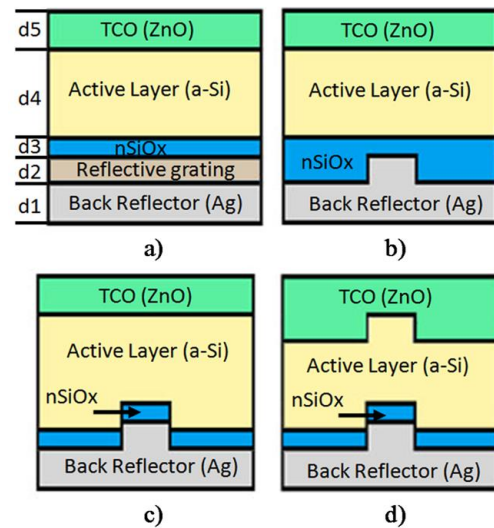 d5
TCO (ZnO)
TCO (ZnO)
d4
Active Layer (a-Si)
Active Layer (a-Si)
d3
nSiOx
nSiOx
d2
Reflective grating
d1
Back Reflector (Ag)
Back Reflector (Ag)
a)
b)
TCO (ZnO)
TCO (ZnO)
Active Layer (a-Si)
Active Layer (a-Si)
nSiOx
nSiOx
Back Reflector (Ag)
Back Reflector (Ag)
c)
d)